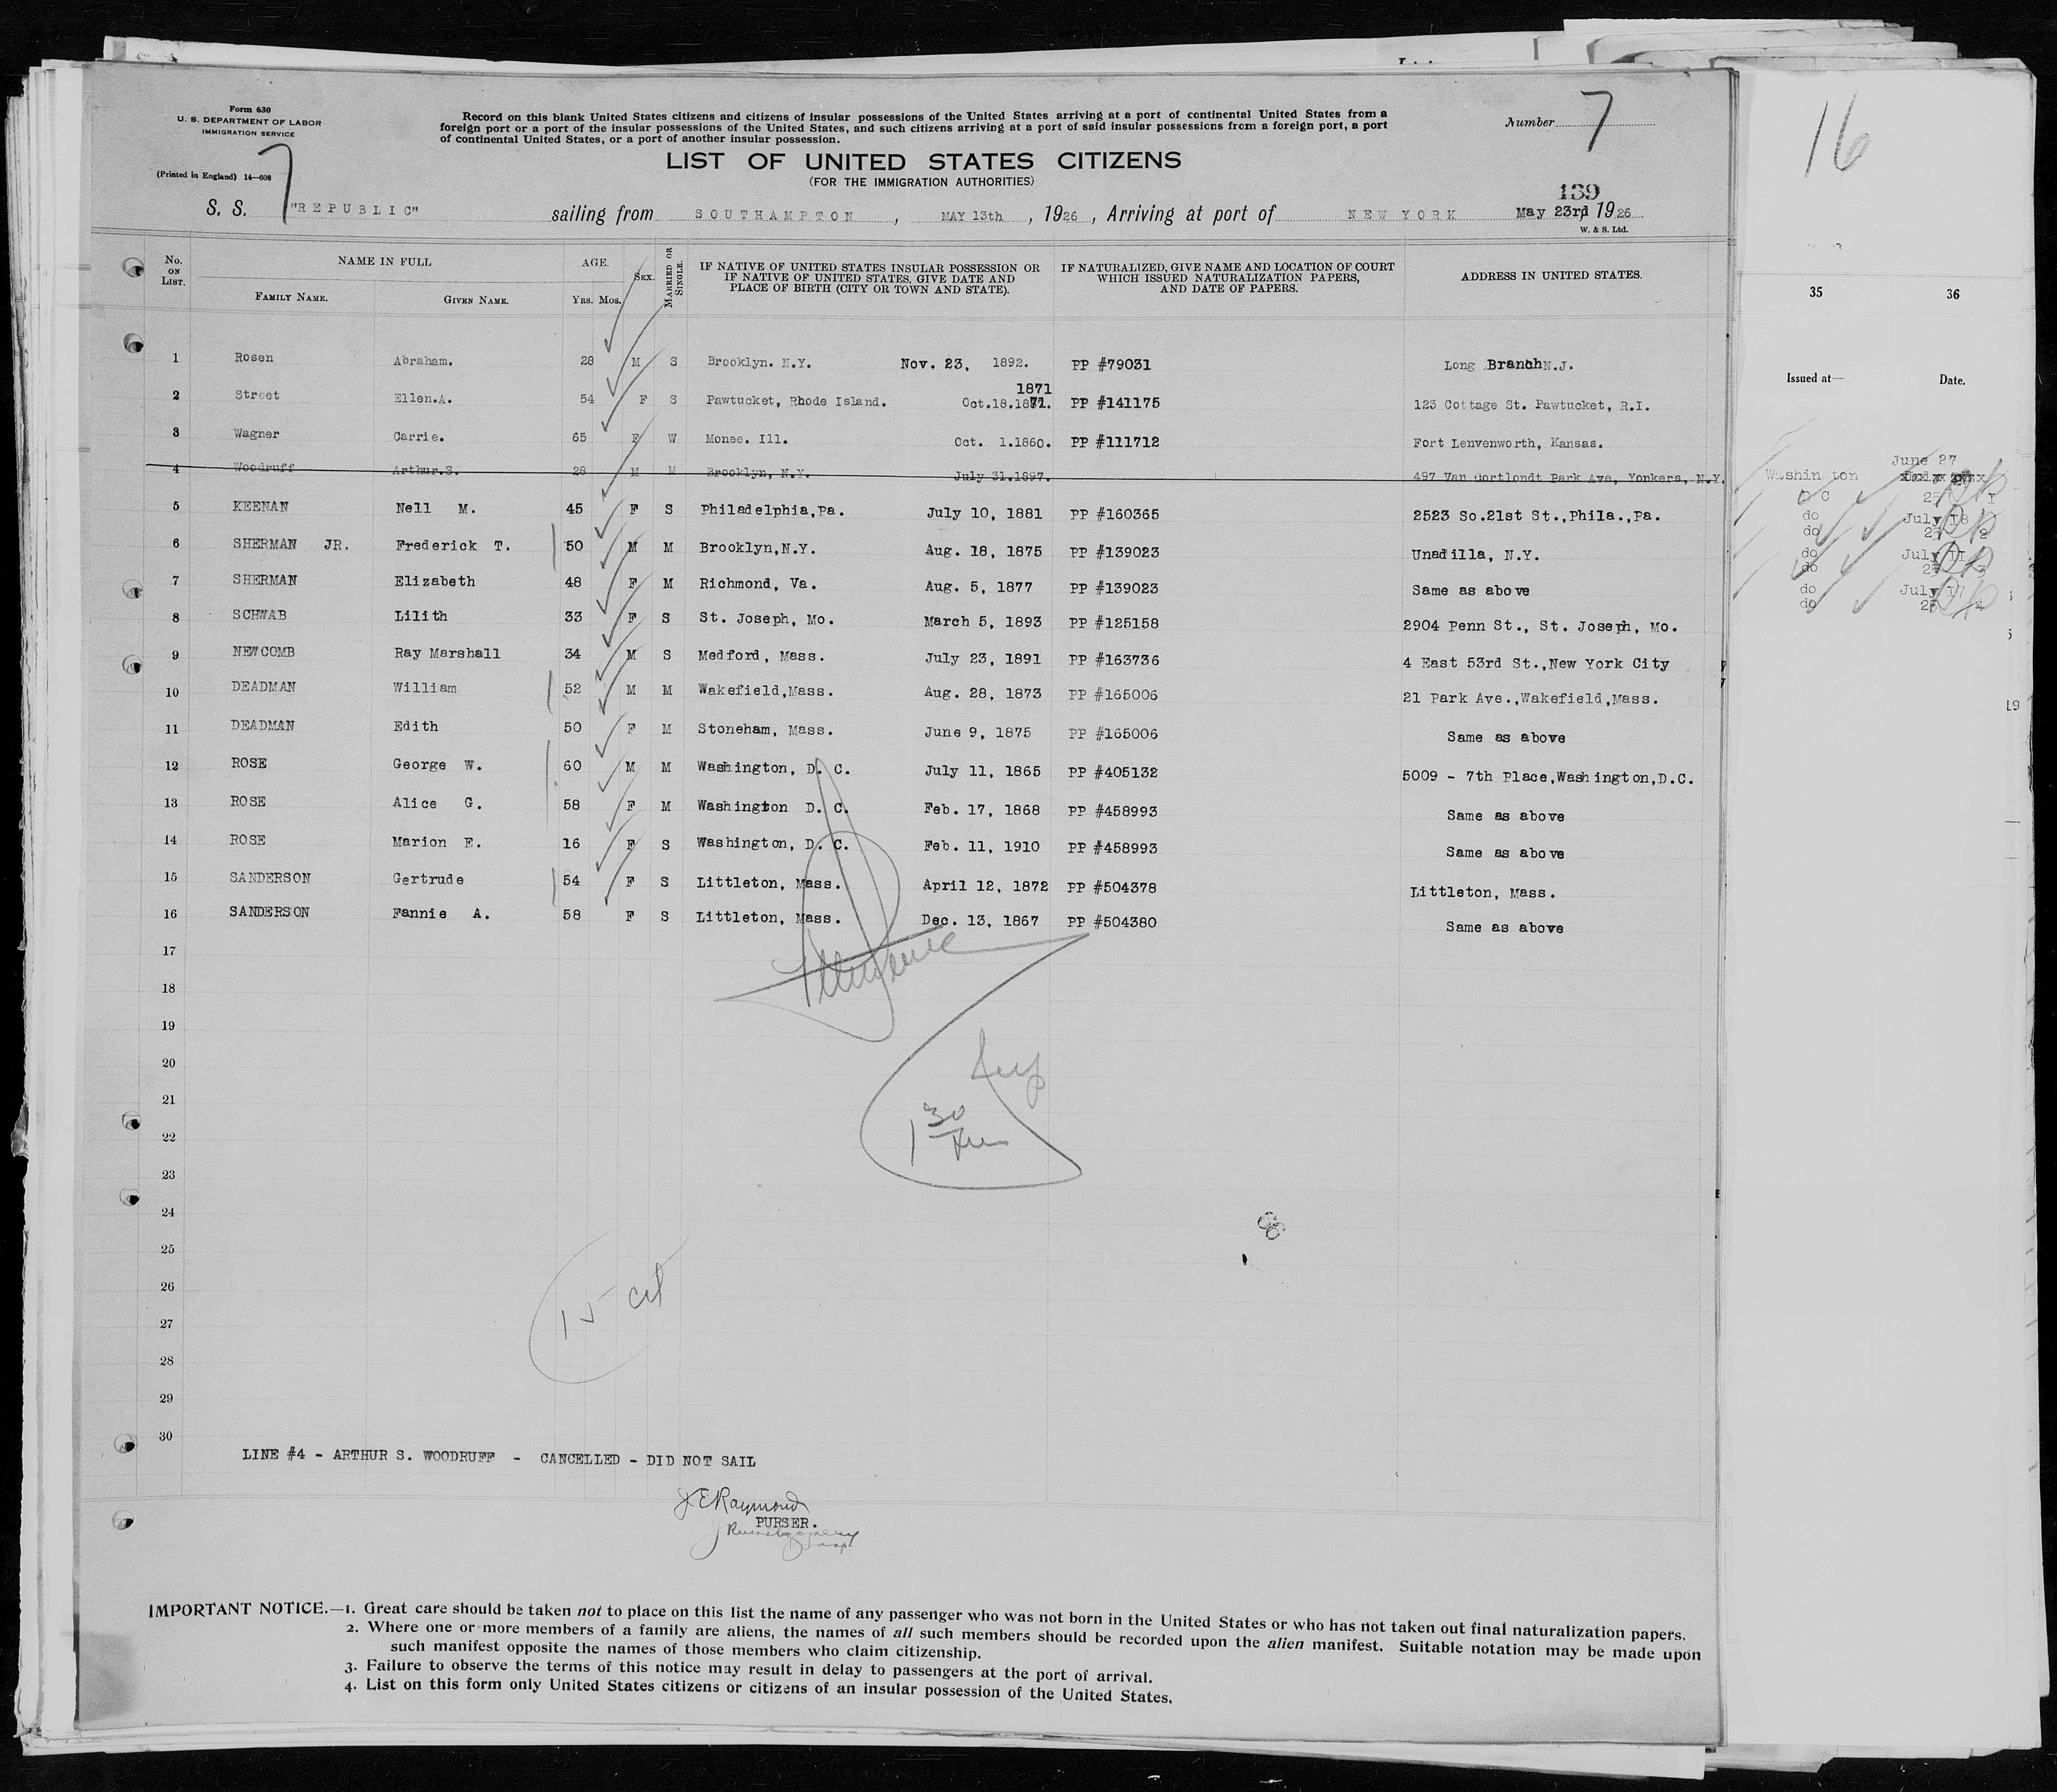 Form 630
U. S. DEPARTMENT OF LABOR
IMMIGRATION SERVICE
(Printed in England) 14—608
7
Record on this blank United States citizens and citizens of insular possessions of the United States arriving at a port of continental United States from a
foreign port or a port of the insular possessions of the United States, and such citizens arriving at a port of said insular possessions from a foreign port, a port
of continental United States, or a port of another insular possession.
Number 7
16
LIST OF UNITED STATES CITIZENS
(FOR THE IMMIGRATION AUTHORITIES)
139
S. S. "REPUBLIC" sailing from SOUTHAMPTON, MAY 13th, 1926, Arriving at port of NEW YORK May 23rd, 1926
W. & S. Ltd.
No. ON LIST. NAME IN FULL AGE. SEX. MARRIED OR SINGLE. IF NATIVE OF UNITED STATES INSULAR POSSESSION OR IF NATIVE OF UNITED STATES, GIVE DATE AND PLACE OF BIRTH (CITY OR TOWN AND STATE). IF NATURALIZED, GIVE NAME AND LOCATION OF COURT WHICH ISSUED NATURALIZATION PAPERS, AND DATE OF PAPERS. ADDRESS IN UNITED STATES.
FAMILY NAME. GIVEN NAME. YRS. MOS.
35 36
Issued at— Date.
1 Rosen Abraham. 28 M S Brooklyn. N.Y. Nov. 23, 1892. PP #79031 Long Branch N.J.
1871
2 Street Ellen.A. 54 F S Pawtucket, Rhode Island. Oct.18.1871. PP #141175 123 Cottage St. Pawtucket, R.I.
3 Wagner Carrie. 65 F W Monee. Ill. Oct. 1.1860. PP #111712 Fort Lenvenworth, Kansas.
4 Woodruff Arthur.S. 28 M M Brooklyn, N.Y. July 31.1897. 497 Van Cortlondt Park Ave, Yonkers, N.Y.
5 KEENAN Nell M. 45 F S Philadelphia,Pa. July 10, 1881 PP #160365 2523 So.21st St.,Phila.,Pa.
6 SHERMAN JR. Frederick T. 50 M M Brooklyn,N.Y. Aug. 18, 1875 PP #139023 Unadilla, N.Y.
7 SHERMAN Elizabeth 48 F M Richmond, Va. Aug. 5, 1877 PP #139023 Same as above
8 SCHWAB Lilith 33 F S St. Joseph, Mo. March 5, 1893 PP #125158 2904 Penn St., St. Joseph, Mo.
9 NEWCOMB Ray Marshall 34 M S Medford, Mass. July 23, 1891 PP #163736 4 East 53rd St.,New York City
10 DEADMAN William 52 M M Wakefield,Mass. Aug. 28, 1873 PP #165006 21 Park Ave.,Wakefield,Mass.
11 DEADMAN Edith 50 F M Stoneham, Mass. June 9, 1875 PP #165006 Same as above
12 ROSE George W. 60 M M Washington, D. C. July 11, 1865 PP #405132 5009 - 7th Place,Washington,D.C.
13 ROSE Alice G. 58 F M Washington D. C. Feb. 17, 1868 PP #458993 Same as above
14 ROSE Marion E. 16 F S Washington, D. C. Feb. 11, 1910 PP #458993 Same as above
15 SANDERSON Gertrude 54 F S Littleton, Mass. April 12, 1872 PP #504378 Littleton, Mass.
16 SANDERSON Fannie A. 58 F S Littleton, Mass. Dec. 13, 1867 PP #504380 Same as above
June 27
Washington
D C 25 1
do July 18
do 2
do July 11
do 3
do July 17
do 4
19
17
18
19
20
21
22
23
24
25
26
27
28
29
30
1 30
15 cit
LINE #4 - ARTHUR S. WOODRUFF - CANCELLED - DID NOT SAIL
J E Raymond
PURSER.
IMPORTANT NOTICE.—1. Great care should be taken not to place on this list the name of any passenger who was not born in the United States or who has not taken out final naturalization papers.
2. Where one or more members of a family are aliens, the names of all such members should be recorded upon the alien manifest. Suitable notation may be made upon
such manifest opposite the names of those members who claim citizenship.
3. Failure to observe the terms of this notice may result in delay to passengers at the port of arrival.
4. List on this form only United States citizens or citizens of an insular possession of the United States.